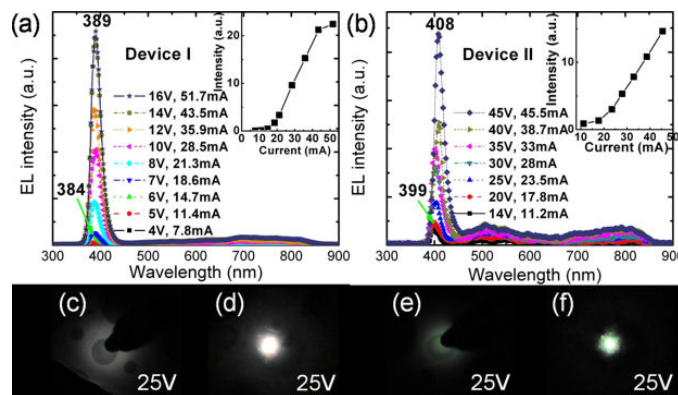 (a)
389
Device I
16V, 51.7mA
14V, 43.5mA
12V, 35.9mA
10V, 28.5mA
8V, 21.3mA
7V, 18.6mA
6V, 14.7mA
5V, 11.4mA
4V, 7.8mA
384
EL intensity (a.u.)
300 400 500 600 700 800 900
Wavelength (nm)
Intensity (a.u.)
20
10
0
0 10 20 30 40 50
Current (mA)
(b)
408
Device II
45V, 45.5mA
40V, 38.7mA
35V, 33mA
30V, 28mA
25V, 23.5mA
20V, 17.8mA
14V, 11.2mA
399
EL intensity (a.u.)
300 400 500 600 700 800 900
Wavelength (nm)
Intensity (a.u.)
10
0
10 20 30 40
Current (mA)
(c)
25V
(d)
25V
(e)
25V
(f)
25V